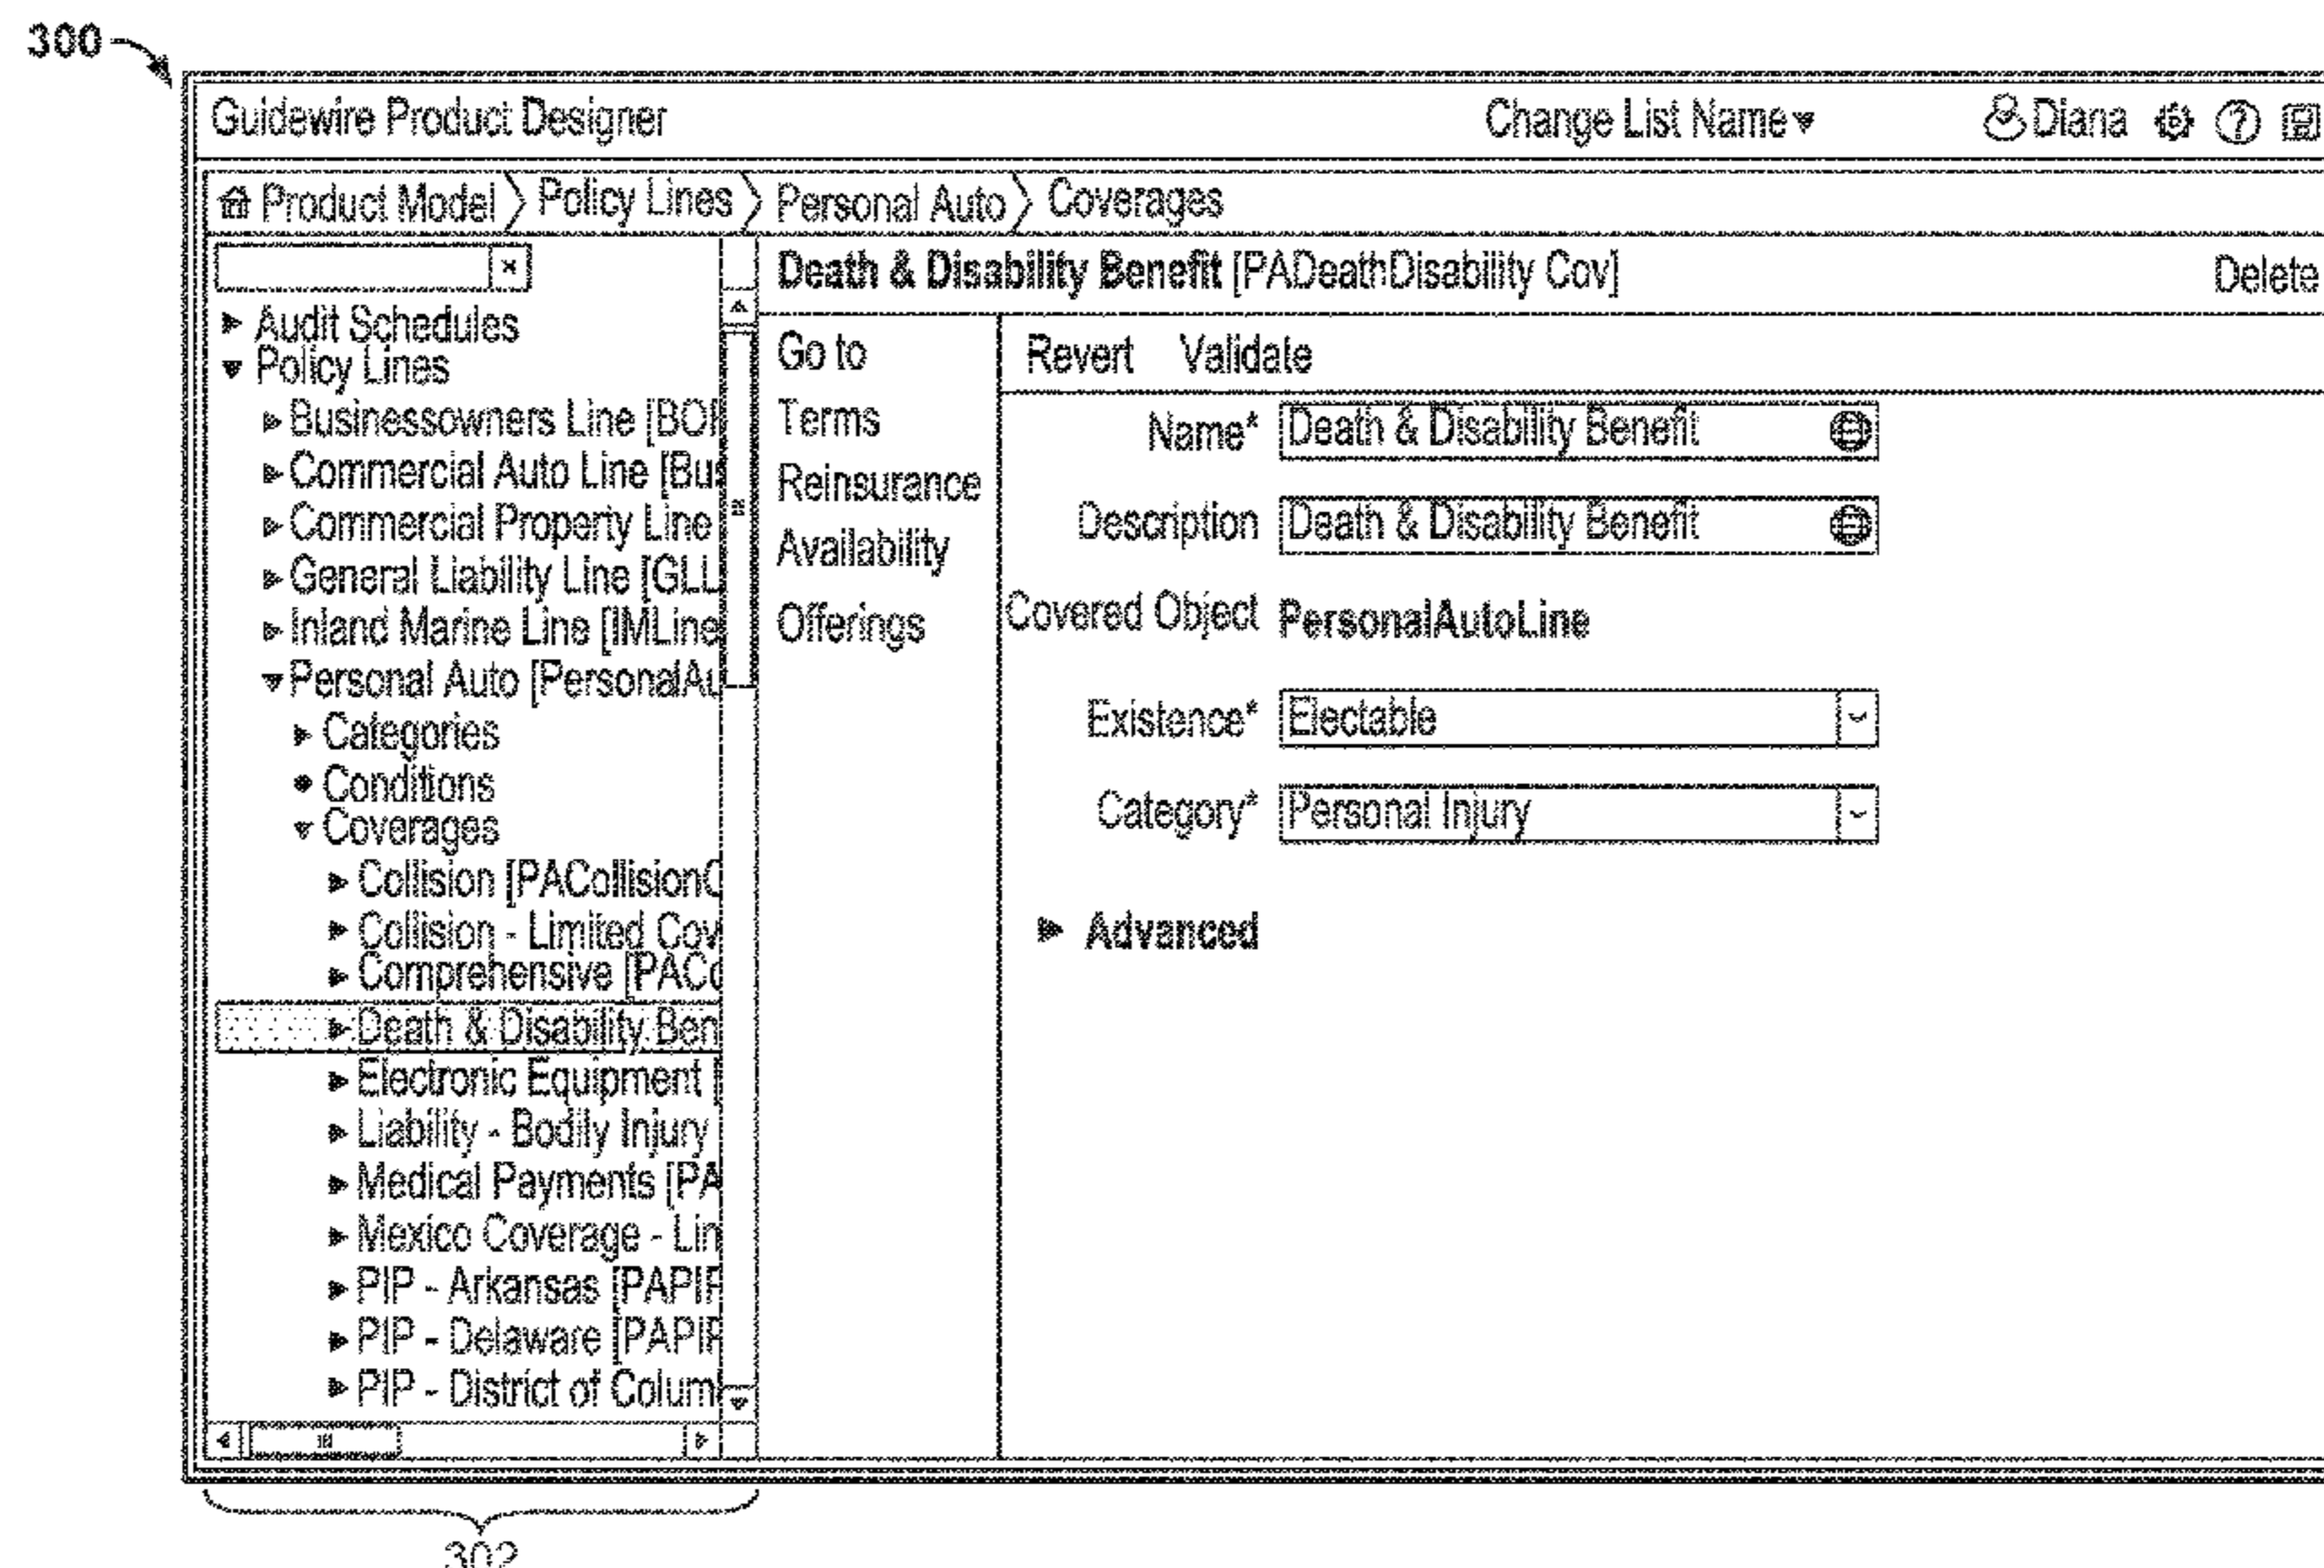 300
Guidewire Product Designer Change List Name Diana
Product Model Policy Lines Personal Auto Coverages
Death & Disability Benefit [PADeathDisability Cov] Delete
Audit Schedules
Policy Lines
Businessowners Line [BOP
Commercial Auto Line [Bus
Commercial Property Line
General Liability Line [GLL
Inland Marine Line [IMLine
Personal Auto [PersonalAu
Categories
Conditions
Coverages
Collision [PACollisionC
Collision - Limited Cov
Comprehensive [PACo
Death & Disability Ben
Electronic Equipment [
Liability - Bodily Injury
Medical Payments [PA
Mexico Coverage - Lim
PIP - Arkansas [PAPIP
PIP - Delaware [PAPIP
PIP - District of Colum
Go to
Terms
Reinsurance
Availability
Offerings
Revert Validate
Name* Death & Disability Benefit
Description Death & Disability Benefit
Covered Object PersonalAutoLine
Existence* Electable
Category* Personal Injury
Advanced
302